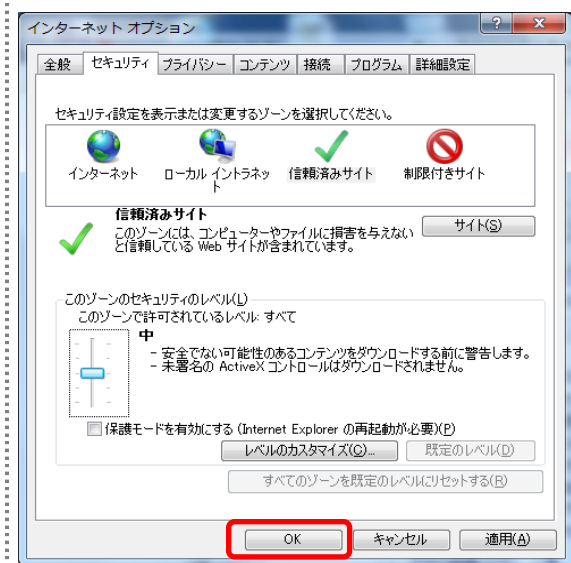 インターネット オプション
全般 セキュリティ プライバシー コンテンツ 接続 プログラム 詳細設定
セキュリティ設定を表示または変更するゾーンを選択してください。
インターネット ローカル イントラネット 信頼済みサイト 制限付きサイト
信頼済みサイト
このゾーンには、コンピューターやファイルに損害を与えない
と信頼している Web サイトが含まれています。
サイト(S)
このゾーンのセキュリティのレベル(L)
このゾーンで許可されているレベル: すべて
中
- 安全でない可能性のあるコンテンツをダウンロードする前に警告します。
- 未署名の ActiveX コントロールはダウンロードされません。
保護モードを有効にする (Internet Explorer の再起動が必要)(P)
レベルのカスタマイズ(C)... 既定のレベル(D)
すべてのゾーンを既定のレベルにリセットする(R)
OK キャンセル 適用(A)